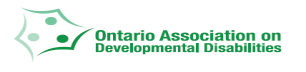 Ontario Association on
Developmental Disabilities